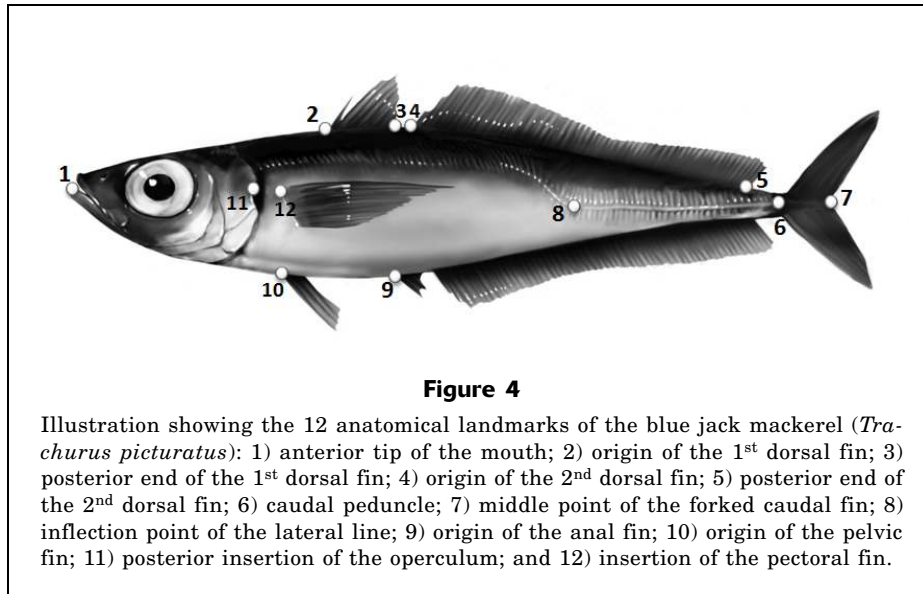 1
2
3 4
5
6
7
8
9
10
11
12
Figure 4
Illustration showing the 12 anatomical landmarks of the blue jack mackerel (Tra-
churus picturatus): 1) anterior tip of the mouth; 2) origin of the 1st dorsal fin; 3)
posterior end of the 1st dorsal fin; 4) origin of the 2nd dorsal fin; 5) posterior end of
the 2nd dorsal fin; 6) caudal peduncle; 7) middle point of the forked caudal fin; 8)
inflection point of the lateral line; 9) origin of the anal fin; 10) origin of the pelvic
fin; 11) posterior insertion of the operculum; and 12) insertion of the pectoral fin.